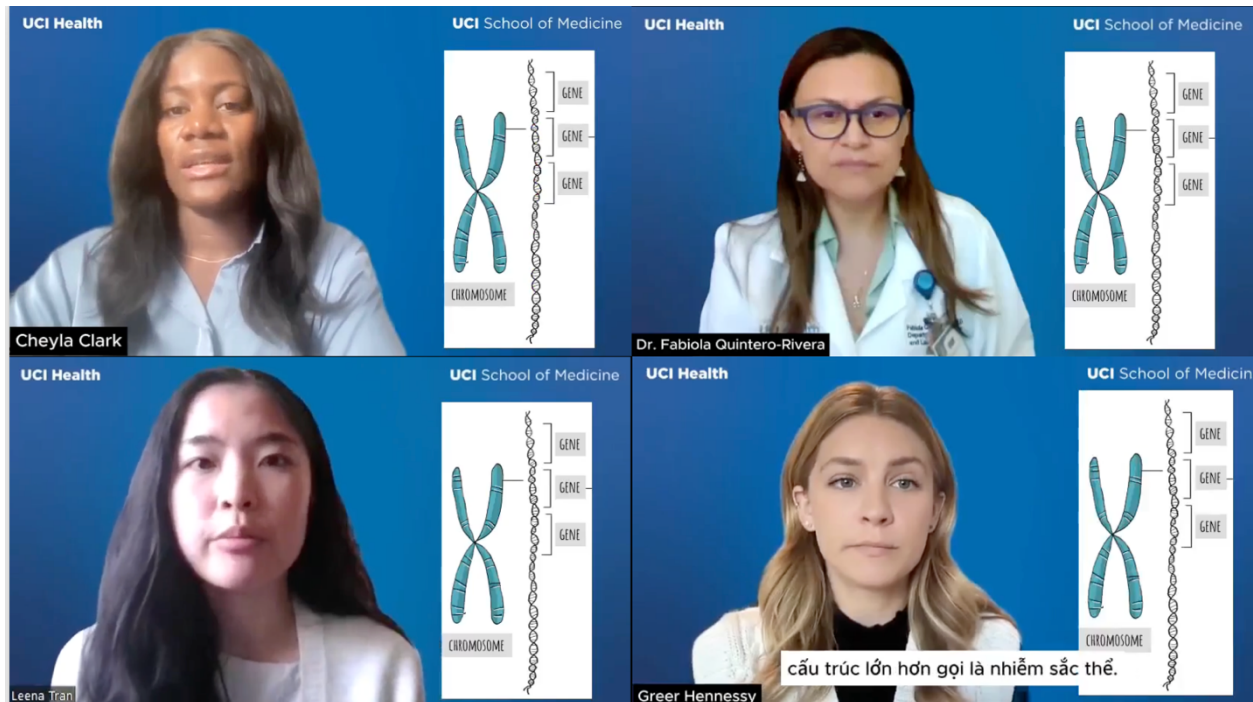 UCI Health
UCI School of Medicine
GENE
GENE
GENE
CHROMOSOME
Cheyla Clark
UCI Health
UCI School of Medicine
GENE
GENE
GENE
CHROMOSOME
Dr. Fabiola Quintero-Rivera
UCI Health
UCI School of Medicine
GENE
GENE
GENE
CHROMOSOME
Leena Tran
UCI Health
UCI School of Medicin
GENE
GENE
GENE
CHROMOSOME
cấu trúc lớn hơn gọi là nhiễm sắc thể.
Greer Hennessy